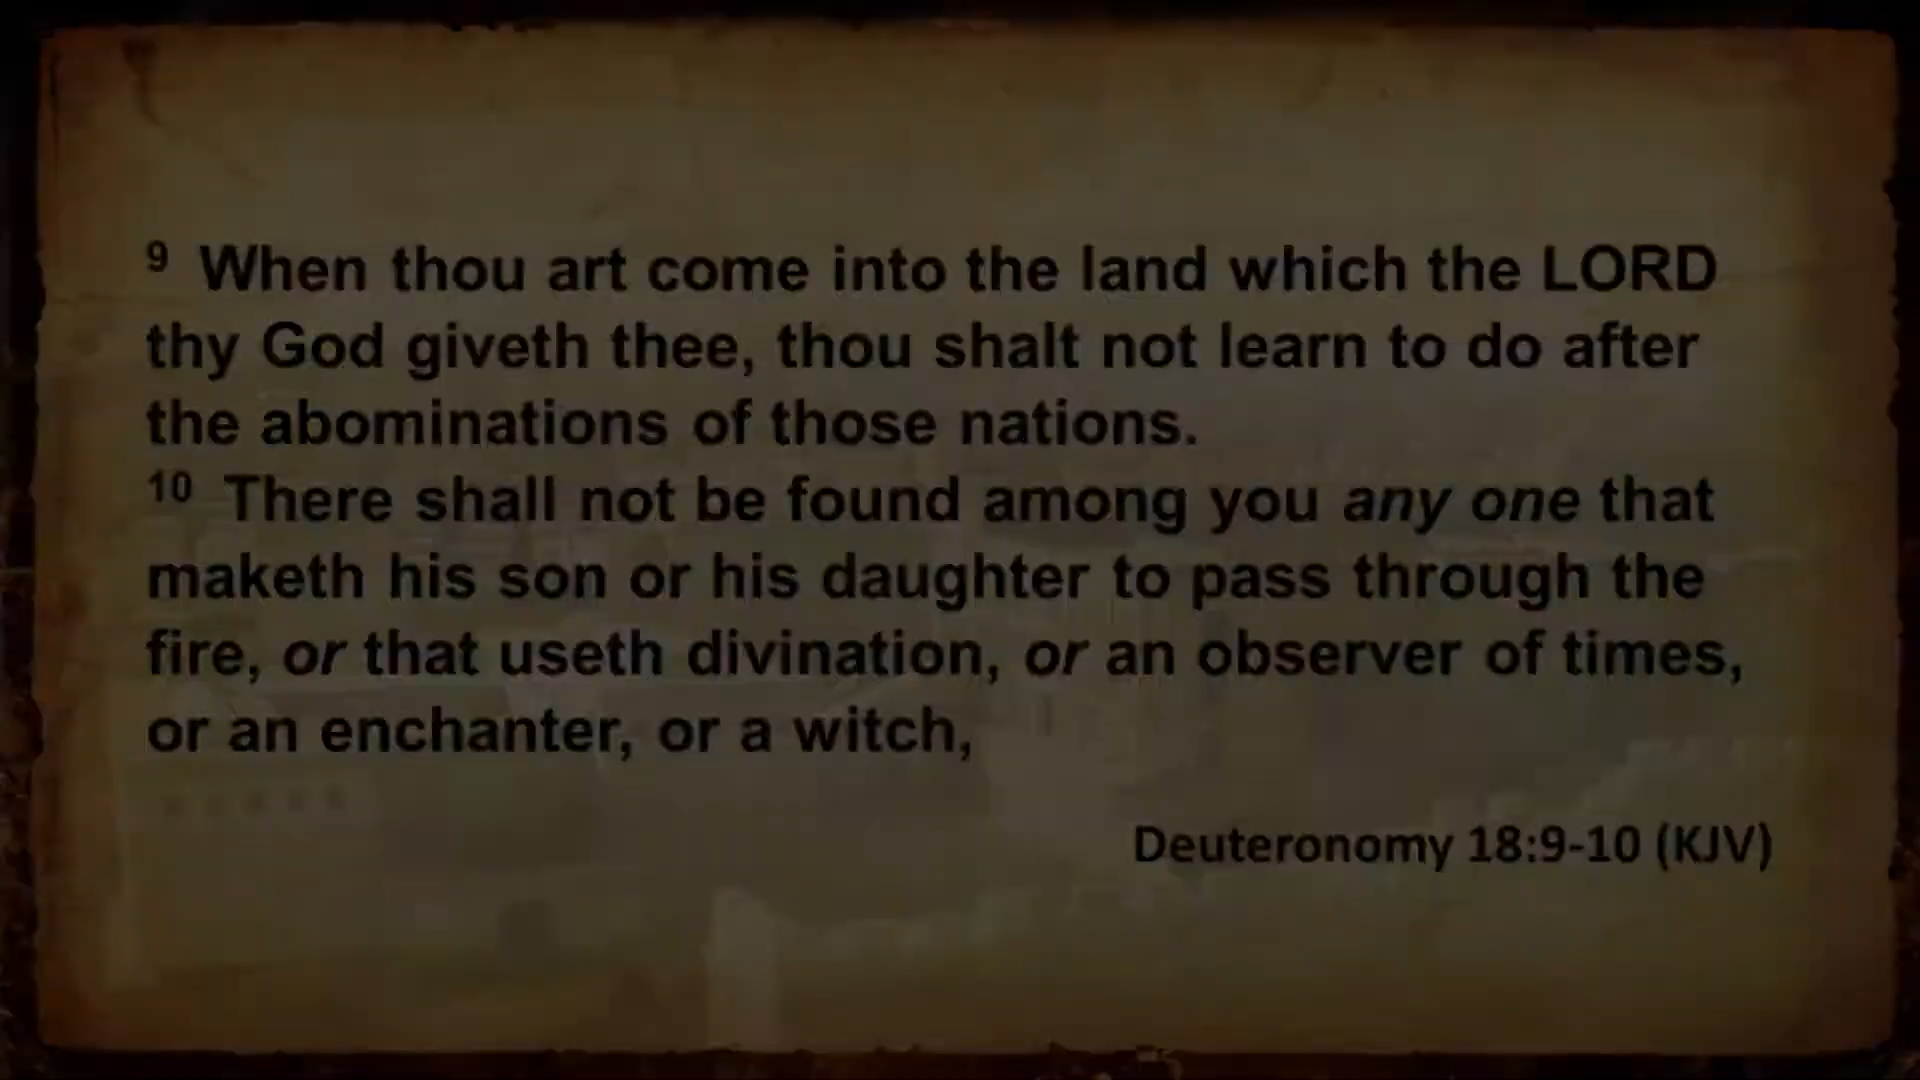 9 When thou art come into the land which the LORD
thy God giveth thee, thou shalt not learn to do after
the abominations of those nations.
10 There shall not be found among you any one that
maketh his son or his daughter to pass through the
fire, or that useth divination, or an observer of times,
or an enchanter, or a witch,
Deuteronomy 18:9-10 (KJV)